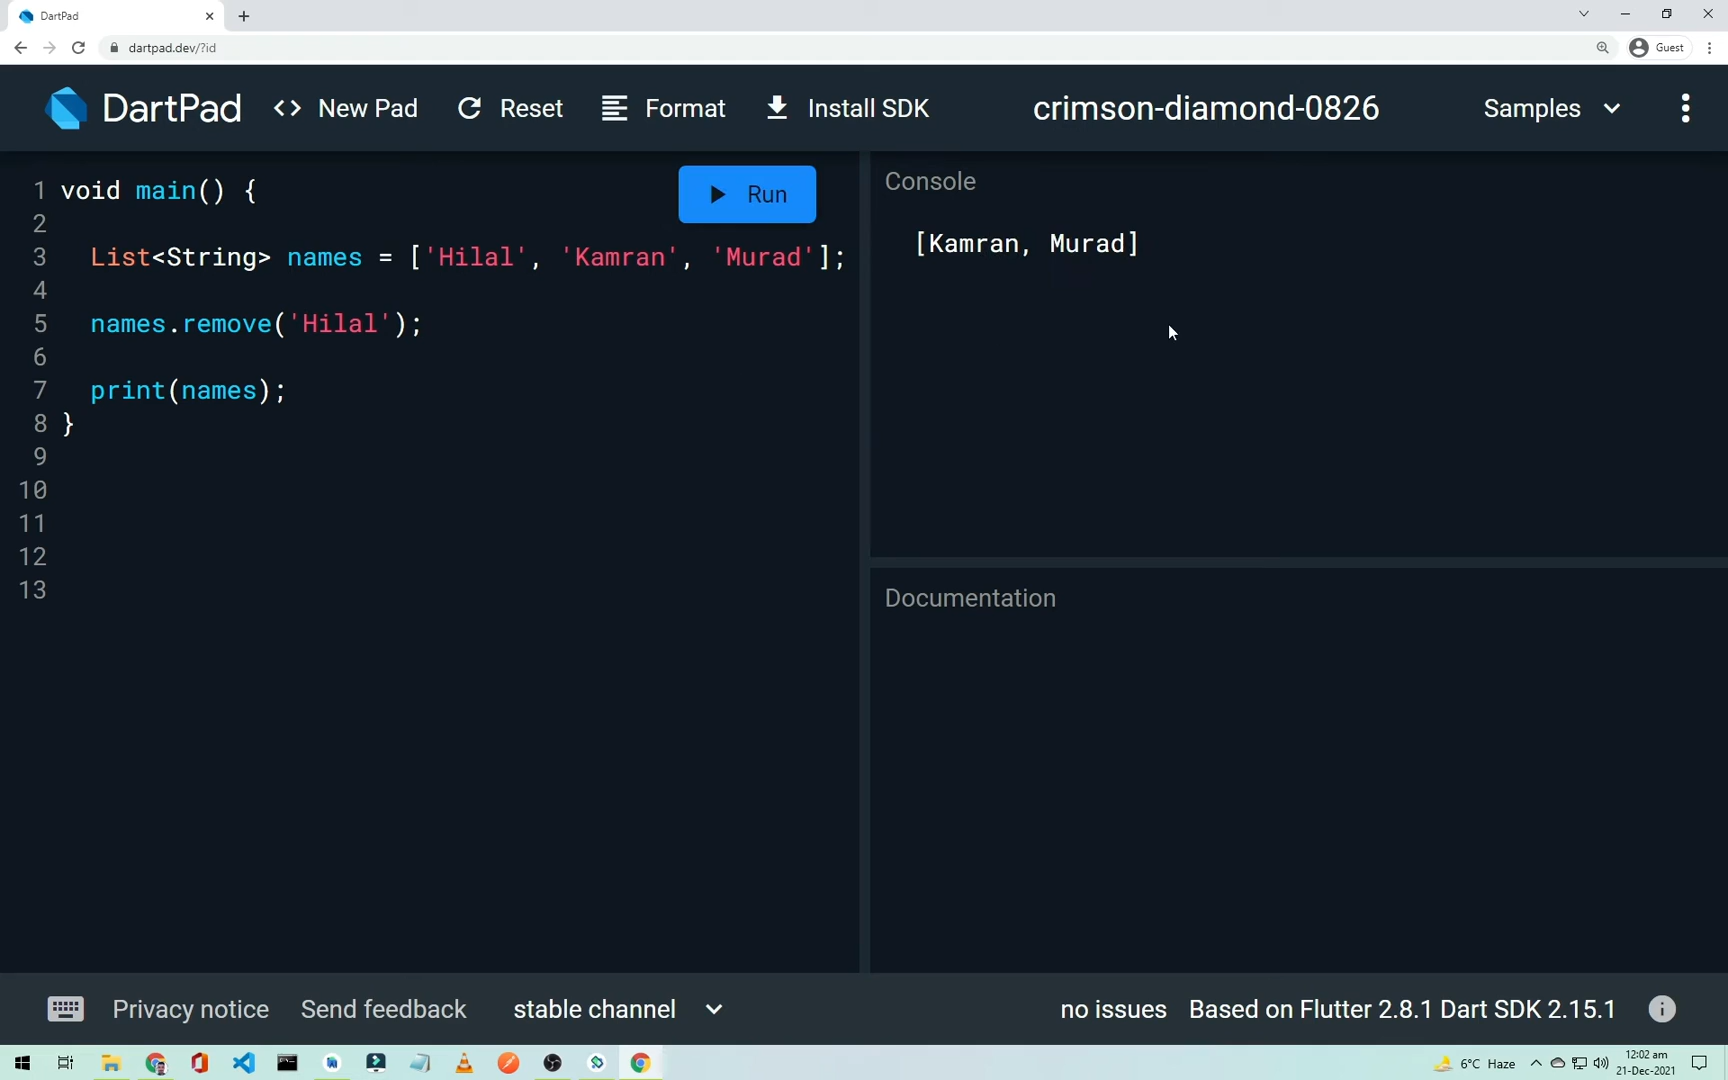 DartPad
dartpad.dev/?id
Guest
DartPad
<> New Pad
Reset
Format
Install SDK
crimson-diamond-0826
Samples
Run
1 void main() {
2
3 List<String> names = ['Hilal', 'Kamran', 'Murad'];
4
5 names.remove('Hilal');
6
7 print(names);
8 }
9
10
11
12
13
Console
[Kamran, Murad]
Documentation
Privacy notice
Send feedback
stable channel
no issues
Based on Flutter 2.8.1 Dart SDK 2.15.1
6°C Haze
12:02 am
21-Dec-2021